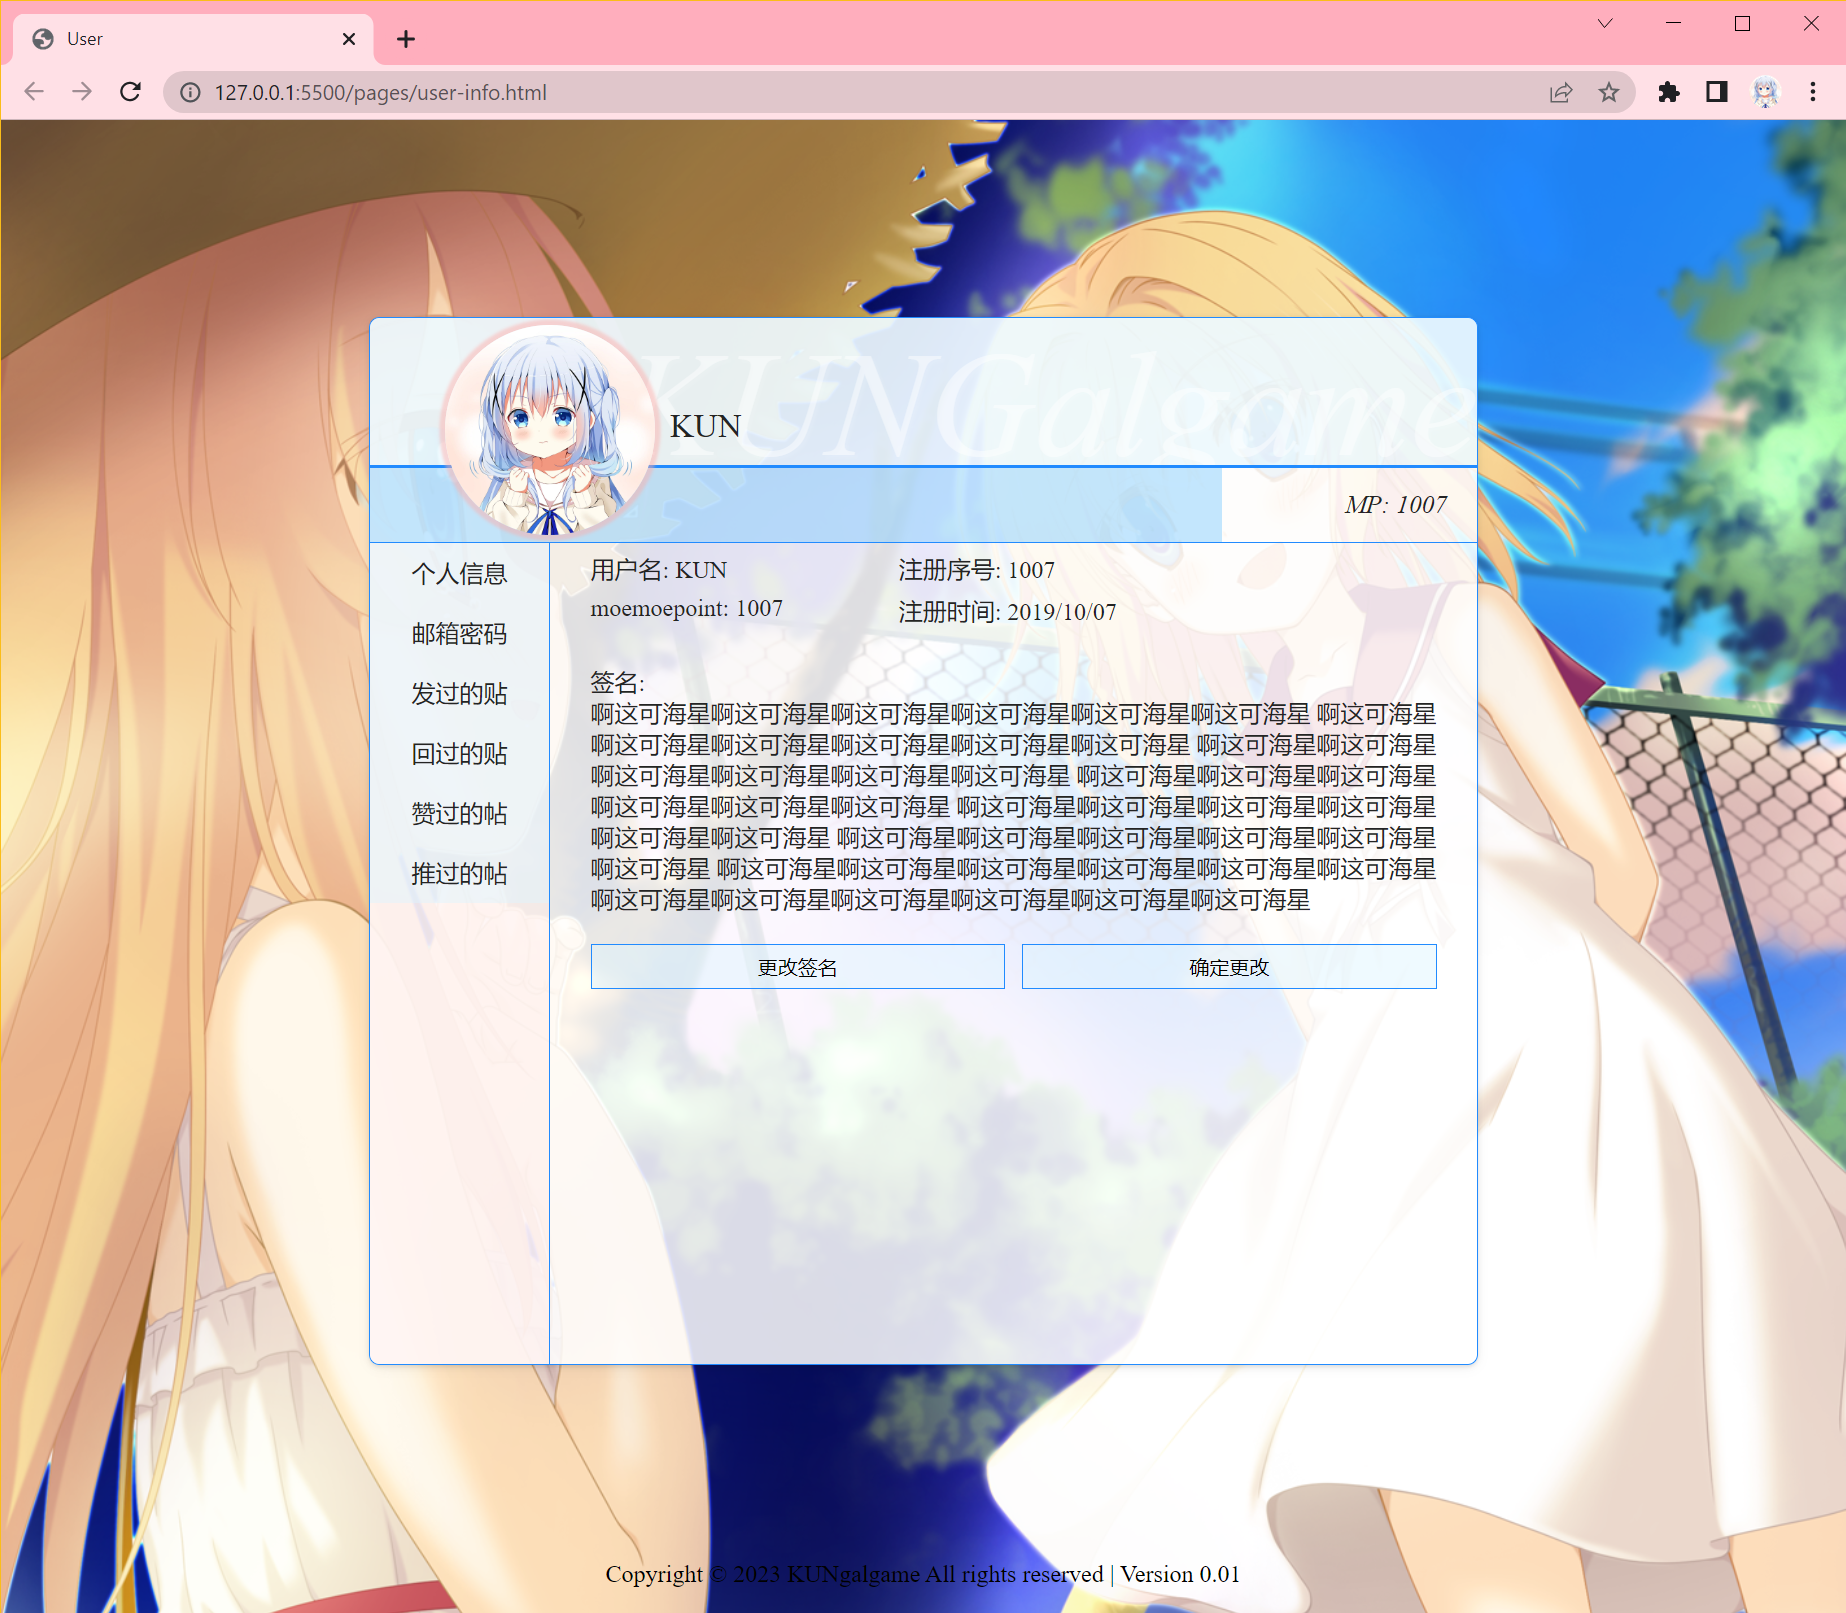 User
127.0.0.1:5500/pages/user-info.html
KUNGalgame
KUN
MP: 1007
个人信息
邮箱密码
发过的贴
回过的贴
赞过的帖
推过的帖
用户名: KUN
注册序号: 1007
moemoepoint: 1007
注册时间: 2019/10/07
签名:
啊这可海星啊这可海星啊这可海星啊这可海星啊这可海星啊这可海星 啊这可海星
啊这可海星啊这可海星啊这可海星啊这可海星啊这可海星 啊这可海星啊这可海星
啊这可海星啊这可海星啊这可海星啊这可海星 啊这可海星啊这可海星啊这可海星
啊这可海星啊这可海星啊这可海星 啊这可海星啊这可海星啊这可海星啊这可海星
啊这可海星啊这可海星 啊这可海星啊这可海星啊这可海星啊这可海星啊这可海星
啊这可海星 啊这可海星啊这可海星啊这可海星啊这可海星啊这可海星啊这可海星
啊这可海星啊这可海星啊这可海星啊这可海星啊这可海星啊这可海星
更改签名
确定更改
Copyright © 2023 KUNgalgame All rights reserved | Version 0.01